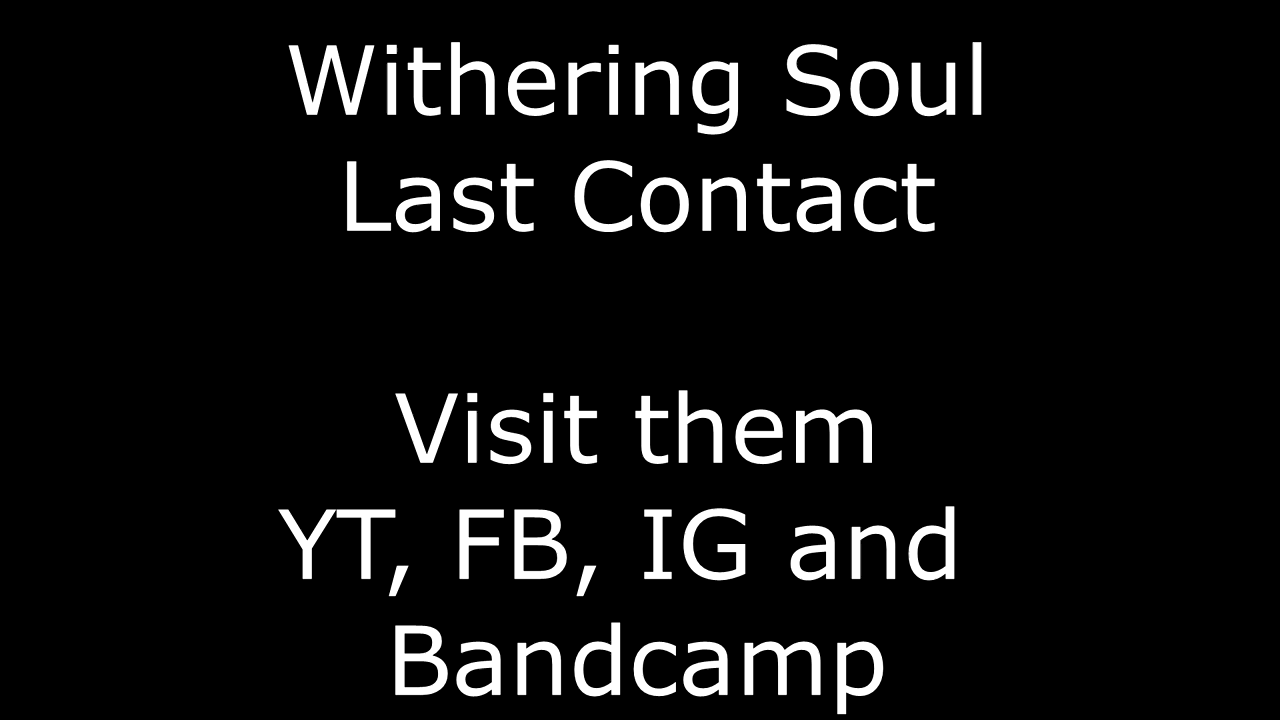 Withering Soul
Last Contact
Visit them
YT, FB, IG and
Bandcamp